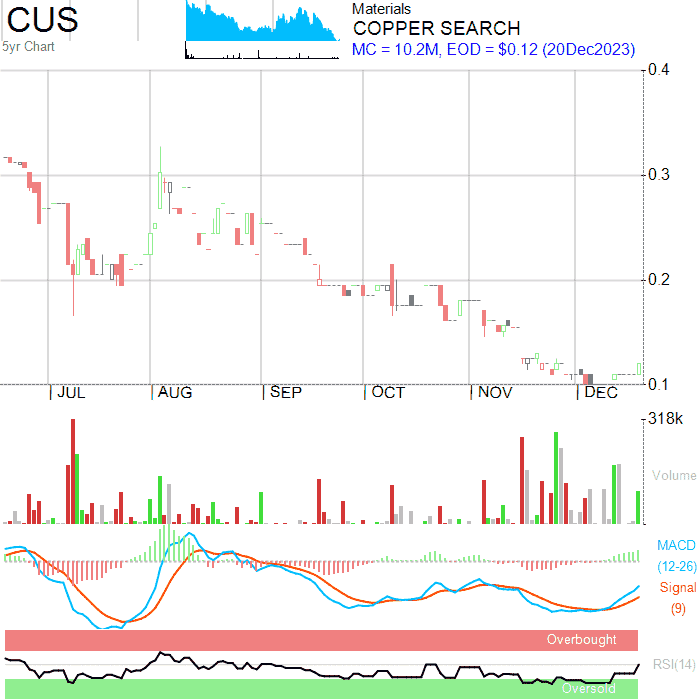 CUS
5yr Chart
Materials
COPPER SEARCH
MC = 10.2M, EOD = $0.12 (20Dec2023)
0.4
0.3
0.2
0.1
JUL AUG SEP OCT NOV DEC
318k
Volume
MACD
(12-26)
Signal
(9)
Overbought
RSI(14)
Oversold